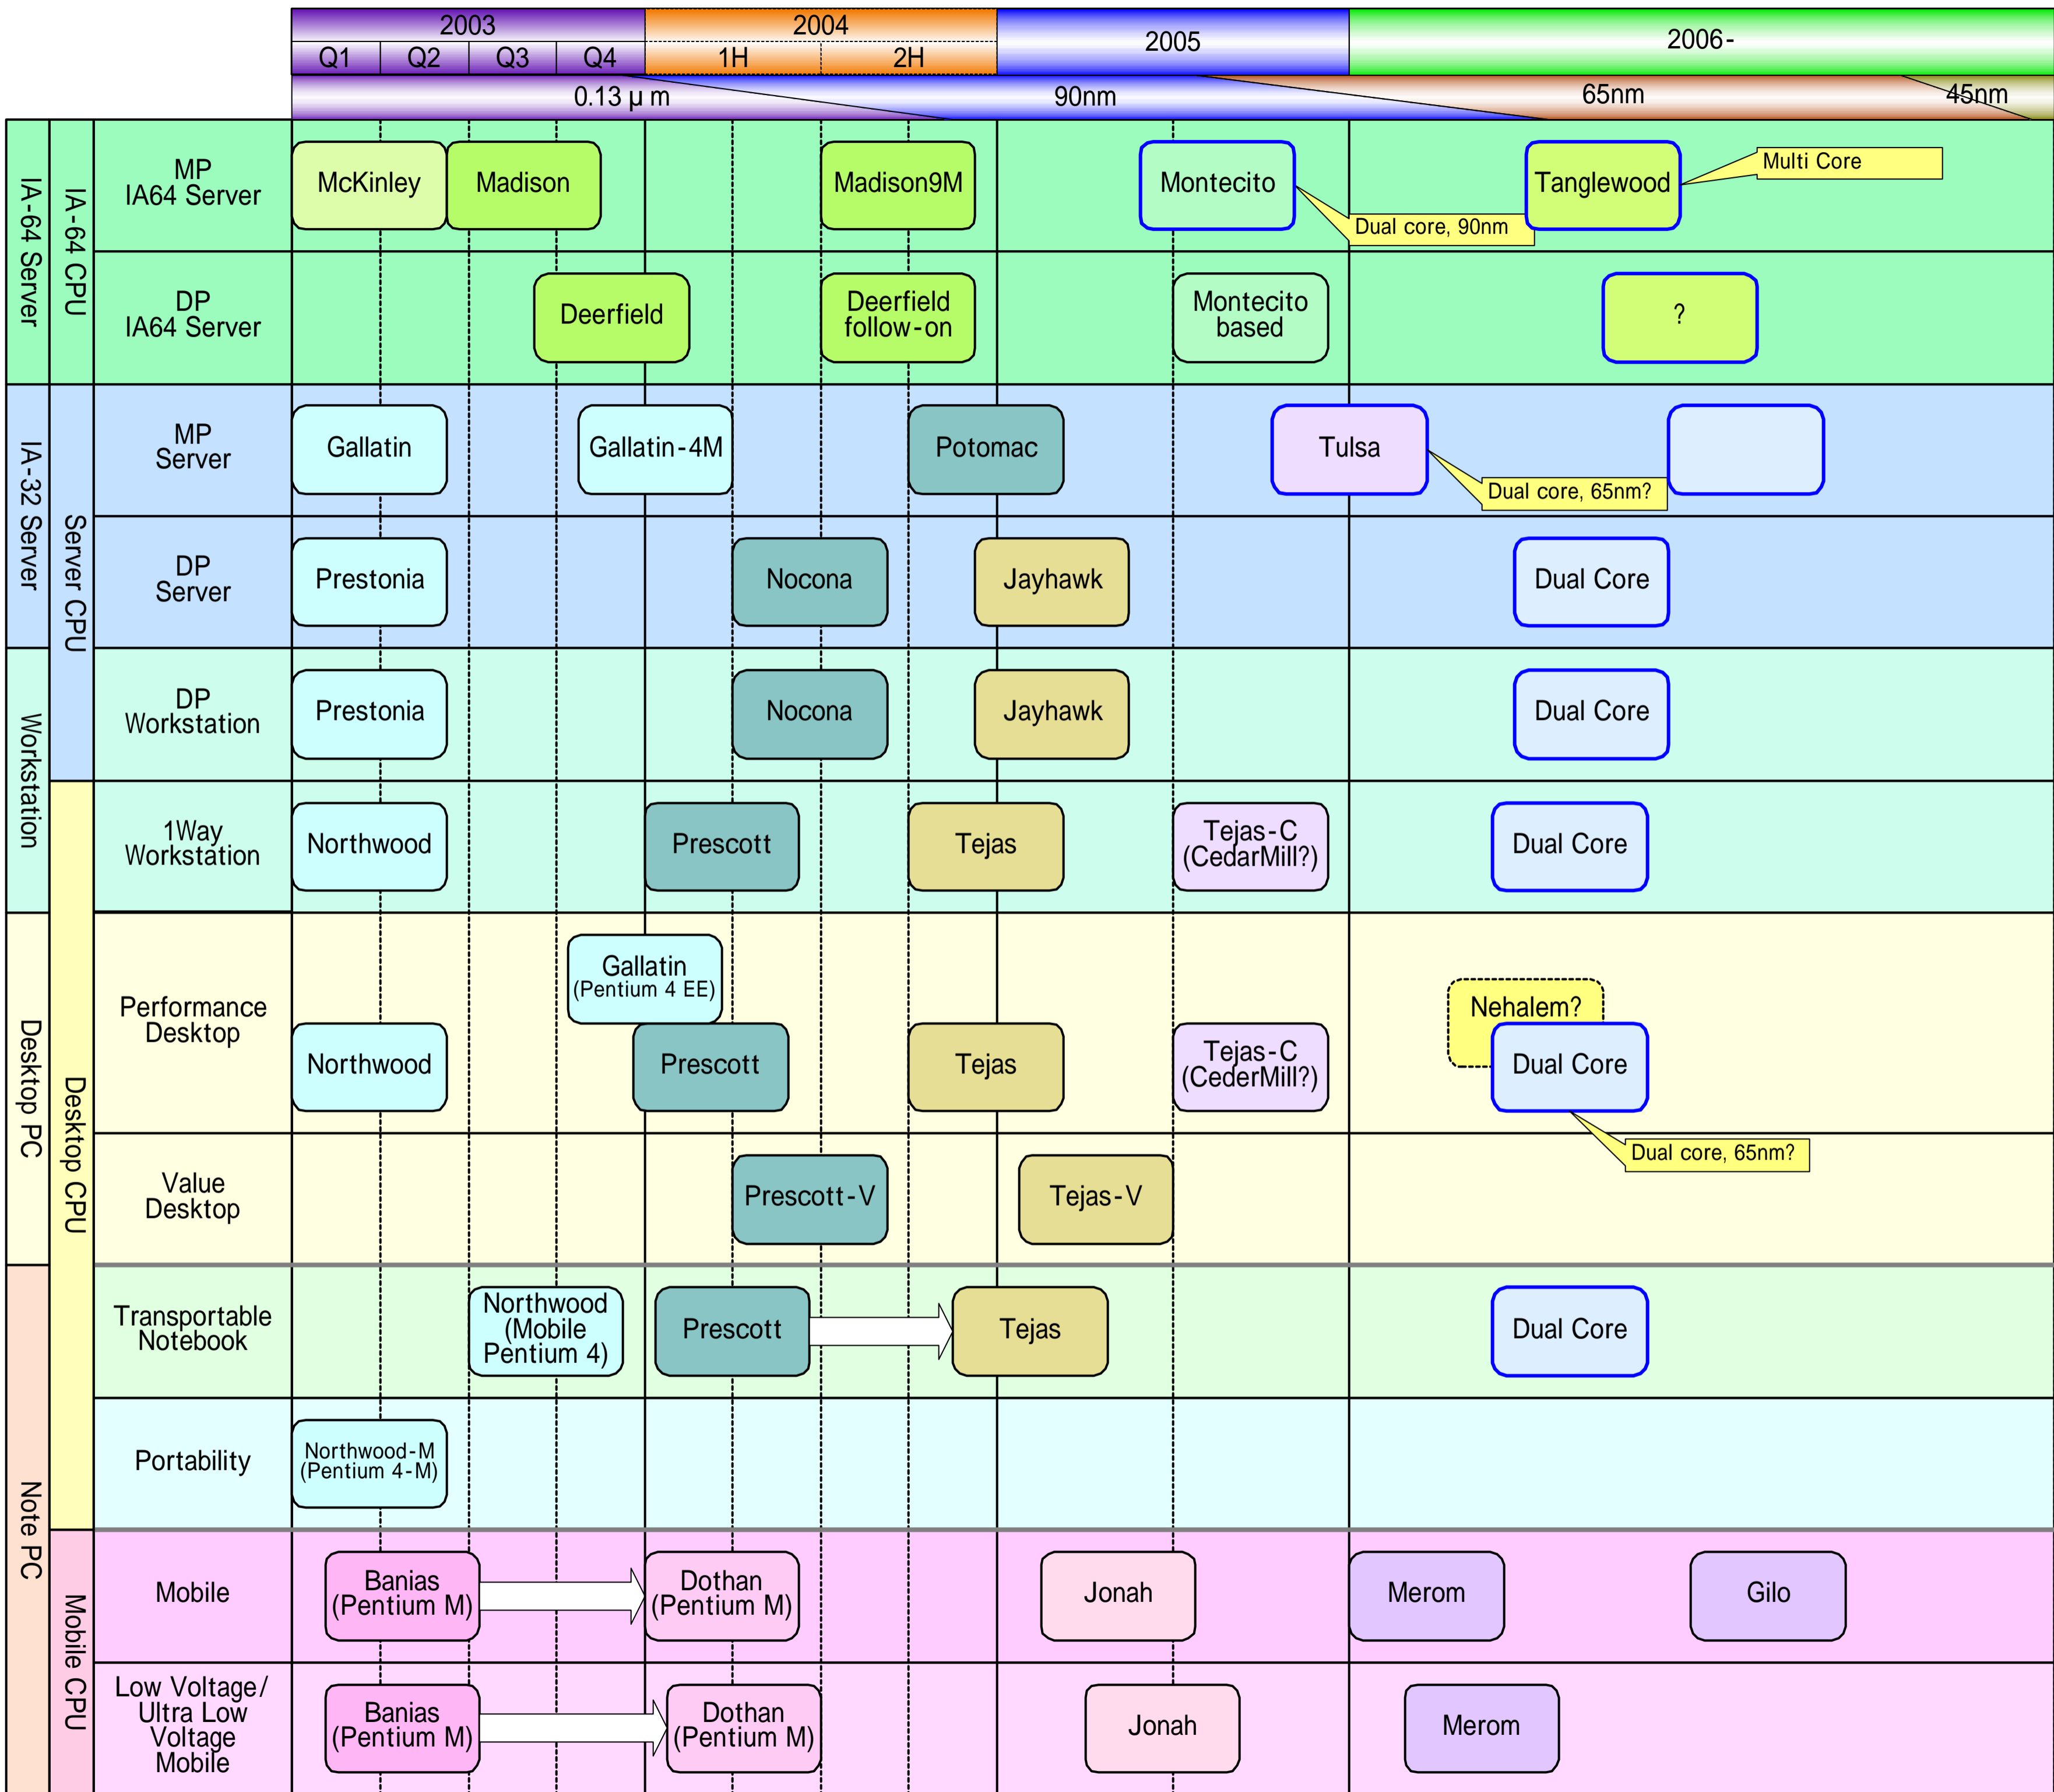 2003
2004
2005
2006-
Q1
Q2
Q3
Q4
1H
2H
0.13 μ m
90nm
65nm
45nm
IA-64 Server
IA-64 CPU
MP
IA64 Server
McKinley
Madison
Madison9M
Montecito
Dual core, 90nm
Tanglewood
Multi Core
DP
IA64 Server
Deerfield
Deerfield
follow-on
Montecito
based
?
IA-32 Server
Server CPU
MP
Server
Gallatin
Gallatin-4M
Potomac
Tulsa
Dual core, 65nm?
DP
Server
Prestonia
Nocona
Jayhawk
Dual Core
Workstation
DP
Workstation
Prestonia
Nocona
Jayhawk
Dual Core
1Way
Workstation
Northwood
Prescott
Tejas
Tejas-C
(CedarMill?)
Dual Core
Desktop PC
Desktop CPU
Performance
Desktop
Gallatin
(Pentium 4 EE)
Northwood
Prescott
Tejas
Tejas-C
(CederMill?)
Nehalem?
Dual Core
Dual core, 65nm?
Value
Desktop
Prescott-V
Tejas-V
Note PC
Transportable
Notebook
Northwood
(Mobile
Pentium 4)
Prescott
Tejas
Dual Core
Portability
Northwood-M
(Pentium 4-M)
Mobile CPU
Mobile
Banias
(Pentium M)
Dothan
(Pentium M)
Jonah
Merom
Gilo
Low Voltage/
Ultra Low
Voltage
Mobile
Banias
(Pentium M)
Dothan
(Pentium M)
Jonah
Merom